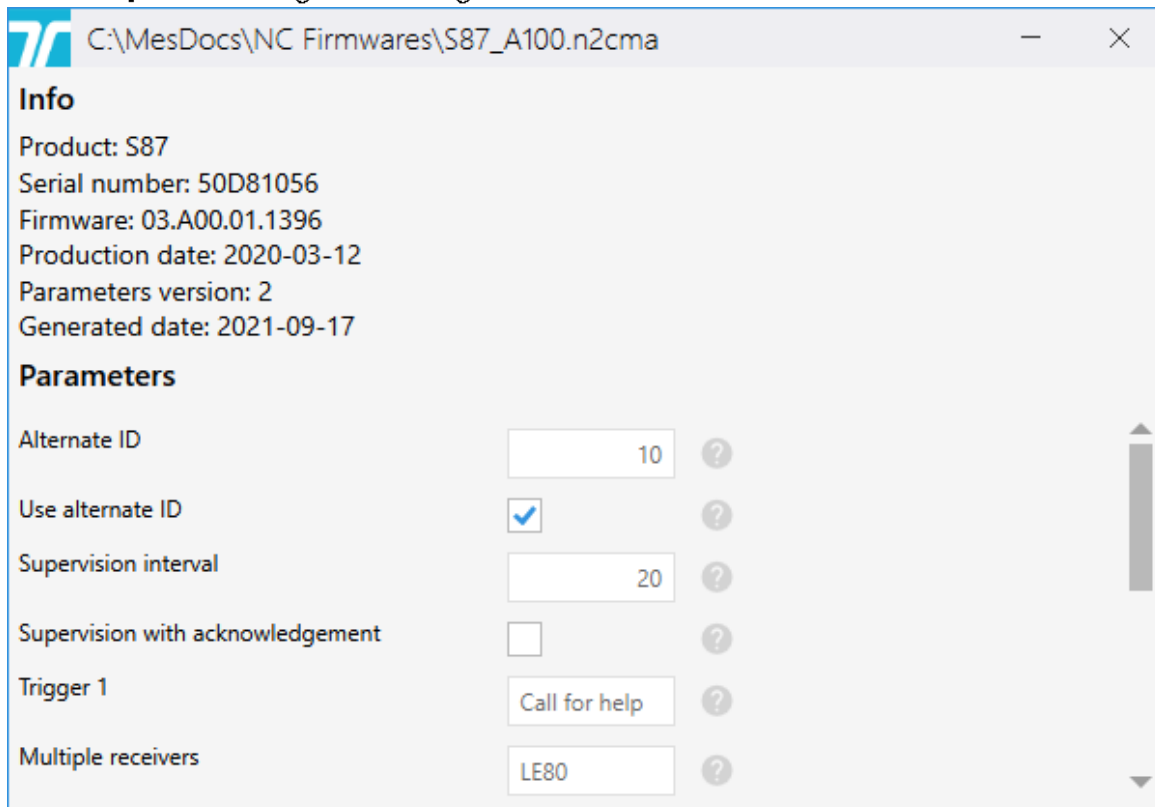 C:\MesDocs\NC Firmwares\S87_A100.n2cma
Info
Product: S87
Serial number: 50D81056
Firmware: 03.A00.01.1396
Production date: 2020-03-12
Parameters version: 2
Generated date: 2021-09-17
Parameters
Alternate ID 10 ?
Use alternate ID ?
Supervision interval 20 ?
Supervision with acknowledgement ?
Trigger 1 Call for help ?
Multiple receivers LE80 ?